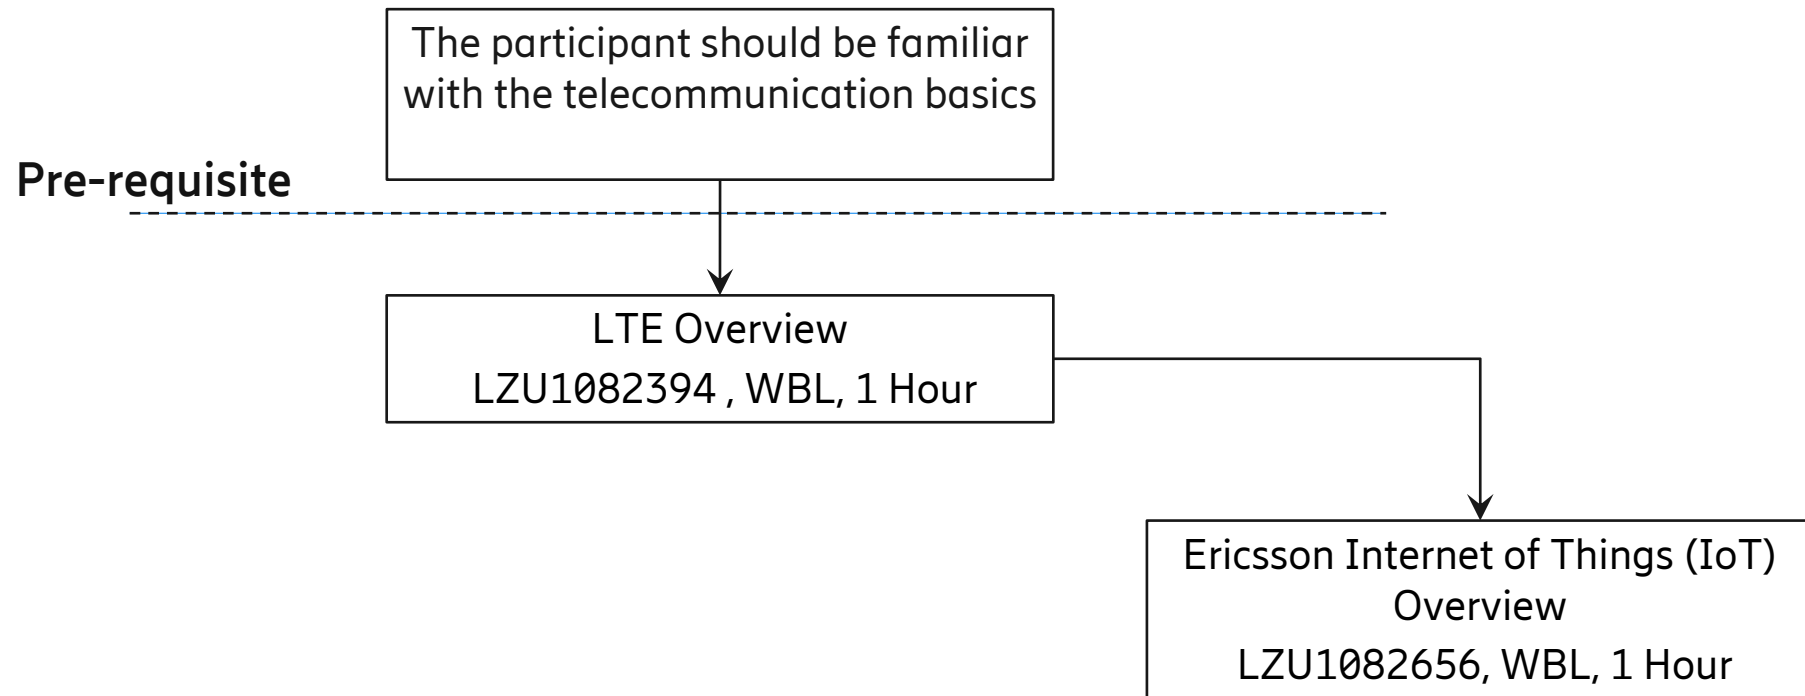 The participant should be familiar
with the telecommunication basics
Pre-requisite
LTE Overview
LZU1082394 , WBL, 1 Hour
Ericsson Internet of Things (IoT)
Overview
LZU1082656, WBL, 1 Hour